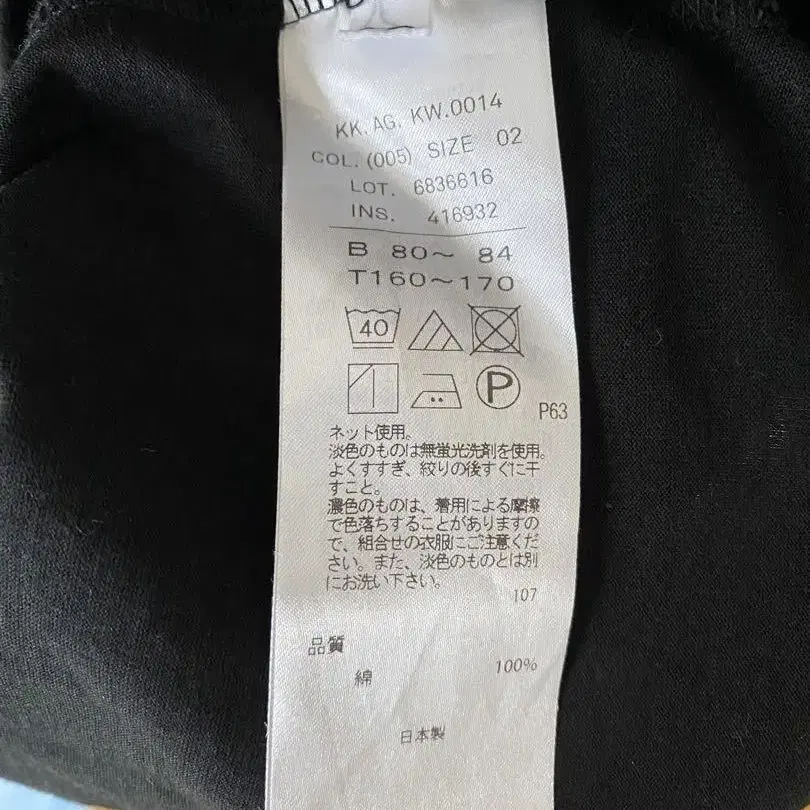 KK. AG. KW.0014
COL. (005) SIZE 02
LOT. 6836616
INS. 416932
B 80~ 84
T160~170
40
P
P63
ネット使用。
淡色のものは無蛍光洗剤を使用。
よくすすぎ、絞りの後すぐに干
すこと。
濃色のものは、着用による摩擦
で色落ちすることがありますの
で、組合せの衣服にご注意くだ
さい。また、淡色のものとは別
にお洗い下さい。
107
品質
綿 100%
日本製